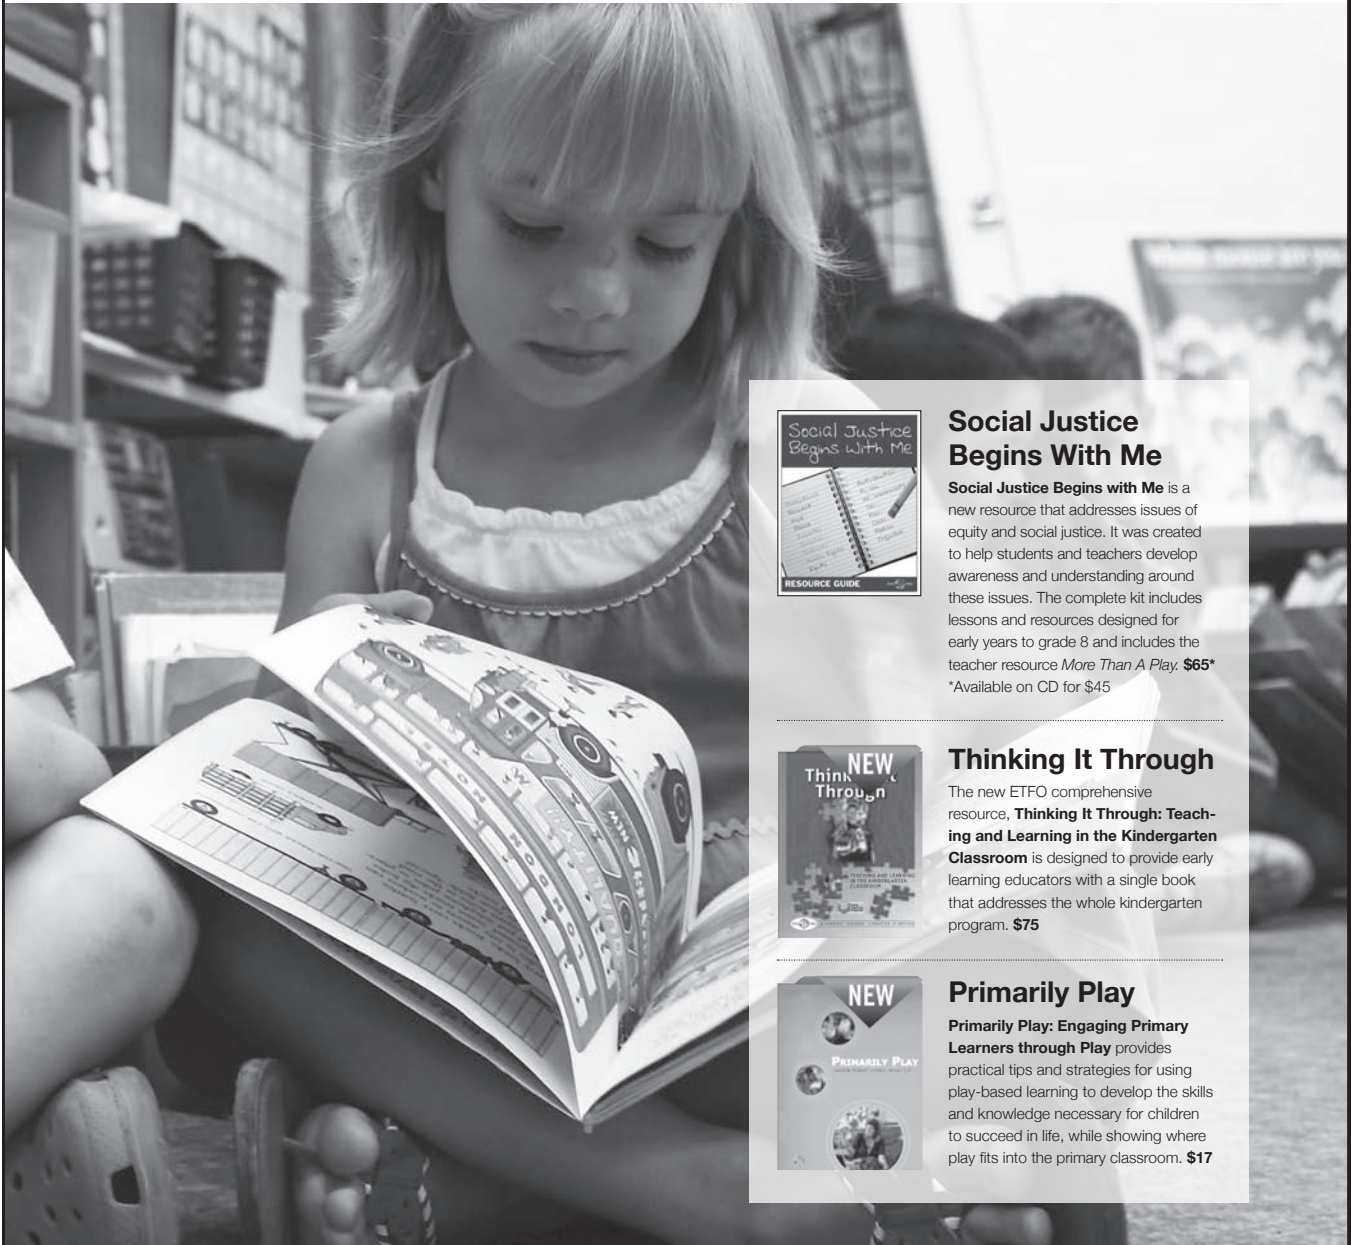 Social Justice
Begins With Me
Social Justice
Begins With Me
RESOURCE GUIDE
Social Justice Begins with Me is a
new resource that addresses issues of
equity and social justice. It was created
to help students and teachers develop
awareness and understanding around
these issues. The complete kit includes
lessons and resources designed for
early years to grade 8 and includes the
teacher resource More Than A Play. $65*
*Available on CD for $45
NEW
Through
TEACHING AND LEARNING
IN THE KINDERGARTEN
CLASSROOM
Thinking It Through
The new ETFO comprehensive
resource, Thinking It Through: Teach-
ing and Learning in the Kindergarten
Classroom is designed to provide early
learning educators with a single book
that addresses the whole kindergarten
program. $75
NEW
PRIMARILY PLAY
Primarily Play
Primarily Play: Engaging Primary
Learners through Play provides
practical tips and strategies for using
play-based learning to develop the skills
and knowledge necessary for children
to succeed in life, while showing where
play fits into the primary classroom. $17